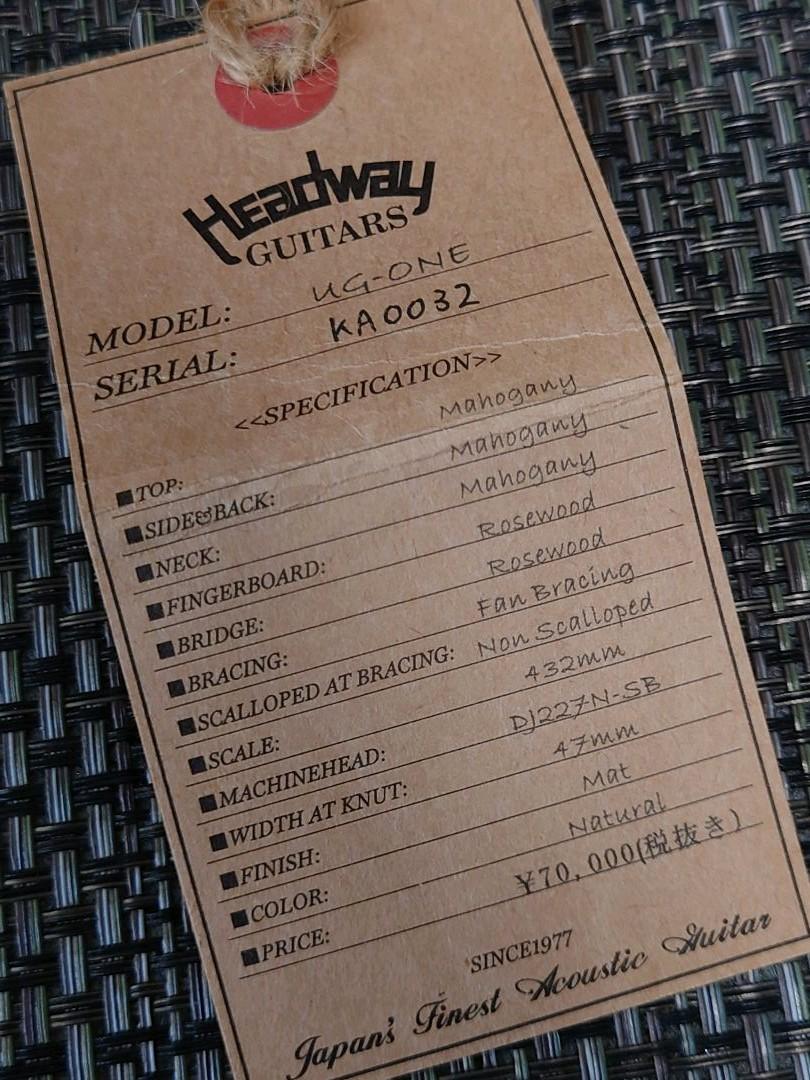 Headway
GUITARS
MODEL: UG-ONE
SERIAL: KA0032
<<SPECIFICATION>>
■TOP: Mahogany
■SIDE&BACK: Mahogany
■NECK: Mahogany
■FINGERBOARD: Rosewood
■BRIDGE: Rosewood
■BRACING: Fan Bracing
■SCALLOPED AT BRACING: Non Scalloped
■SCALE: 432mm
■MACHINEHEAD: DJ227-N-SB
■WIDTH AT KNUT: 47mm
■FINISH: Mat
■COLOR: Natural
■PRICE: ¥70,000(税抜き)
SINCE1977
Japan's Finest Acoustic Guitar